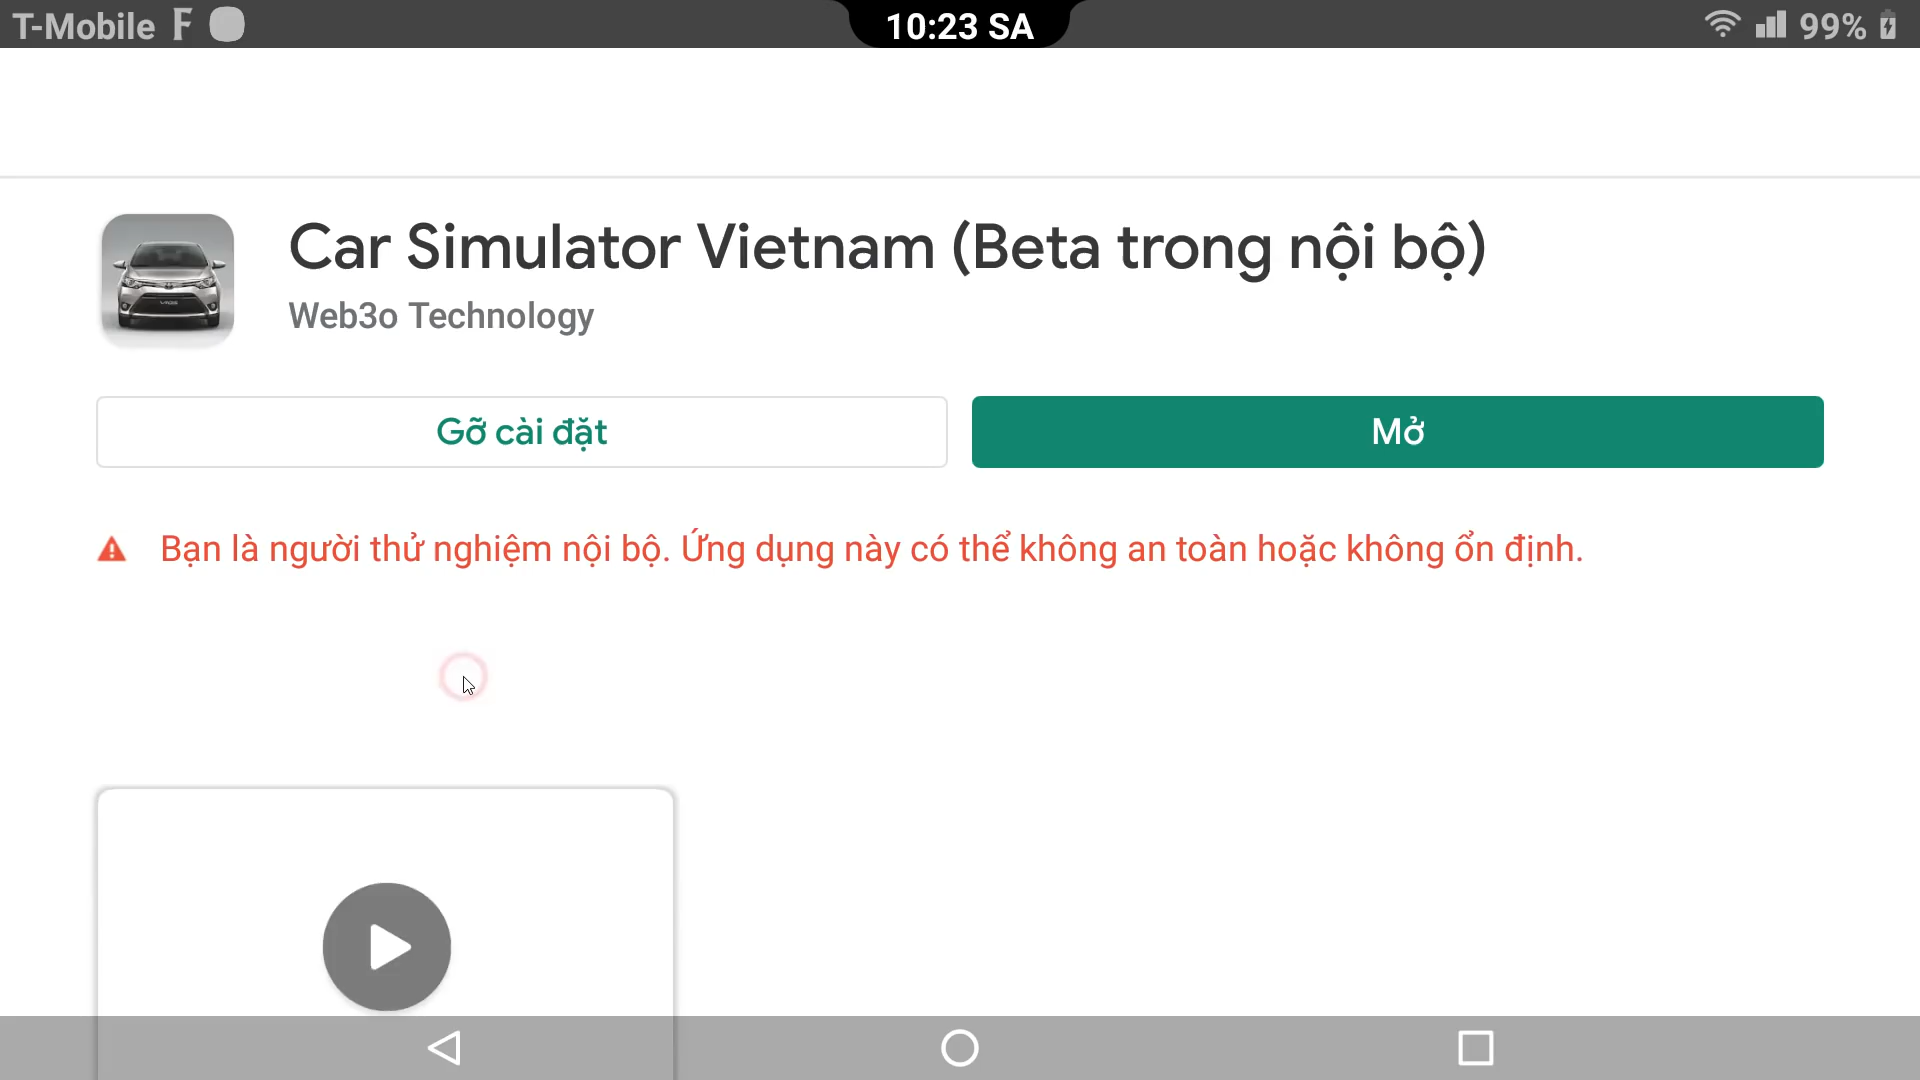 T-Mobile F 10:23 SA 99%
Car Simulator Vietnam (Beta trong nội bộ)
Web3o Technology
Gỡ cài đặt
Mở
Bạn là người thử nghiệm nội bộ. Ứng dụng này có thể không an toàn hoặc không ổn định.